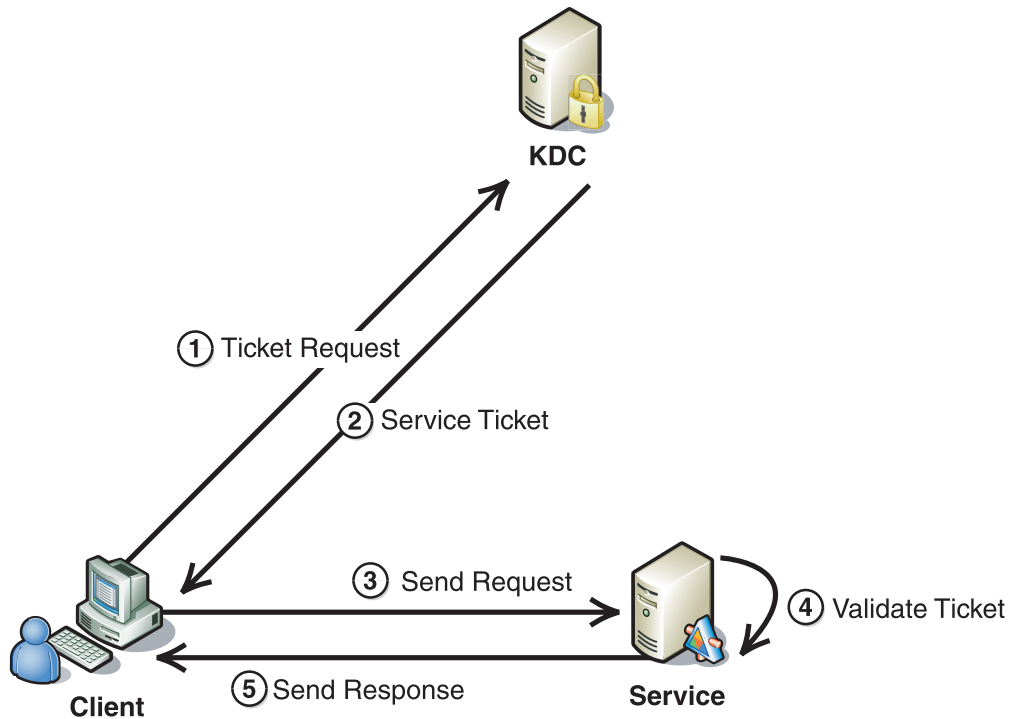 KDC
1 Ticket Request
2 Service Ticket
3 Send Request
4 Validate Ticket
5 Send Response
Client
Service